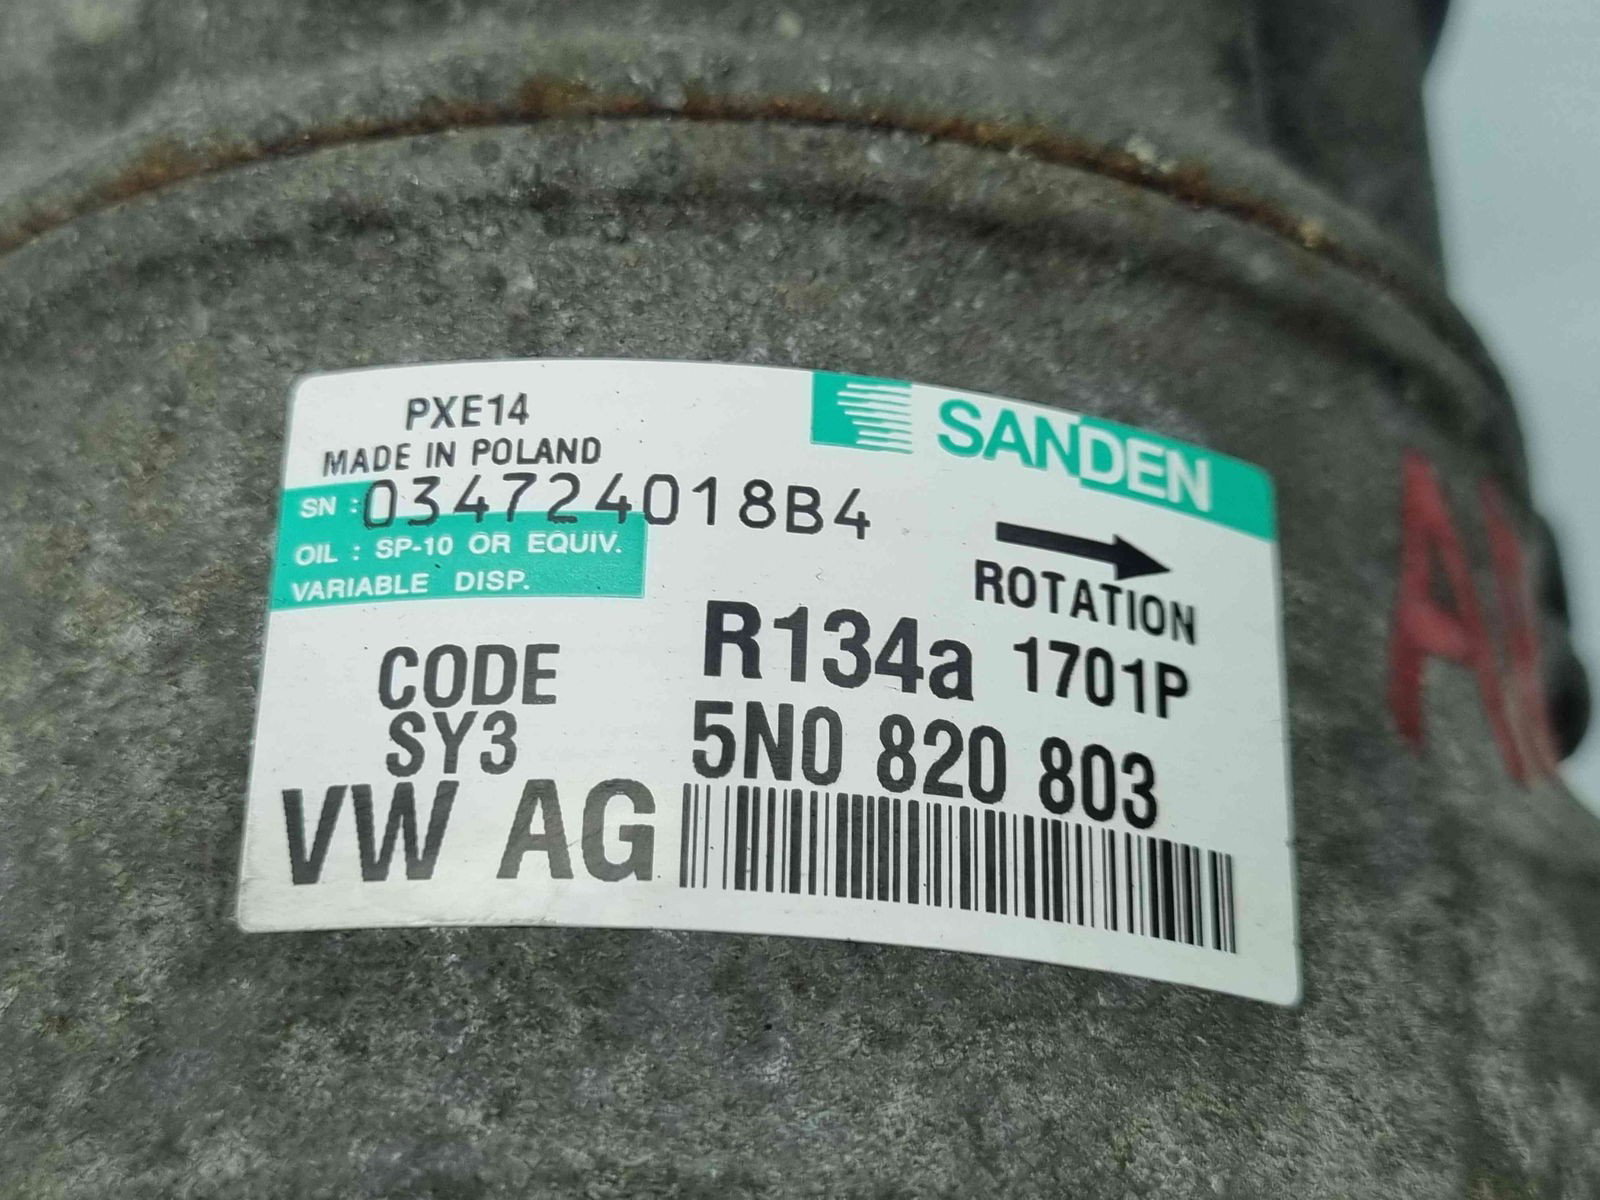 PXE14
MADE IN POLAND
SANDEN
SN : 034724018B4
OIL : SP-10 OR EQUIV.
VARIABLE DISP.
ROTATION
R134a 1701P
CODE
SY3
5N0 820 803
VW AG